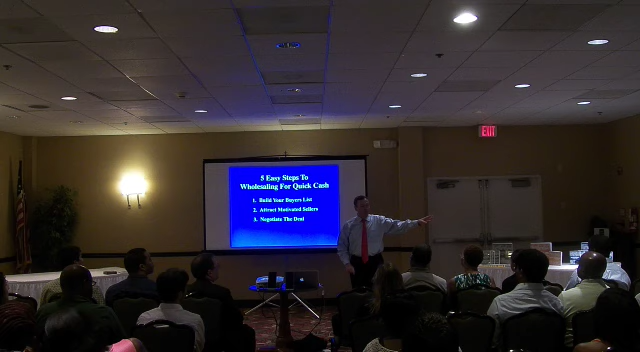 5 Easy Steps To
Wholesaling For Quick Cash
1. Build Your Buyers List
2. Attract Motivated Sellers
3. Negotiate The Deal
EXIT